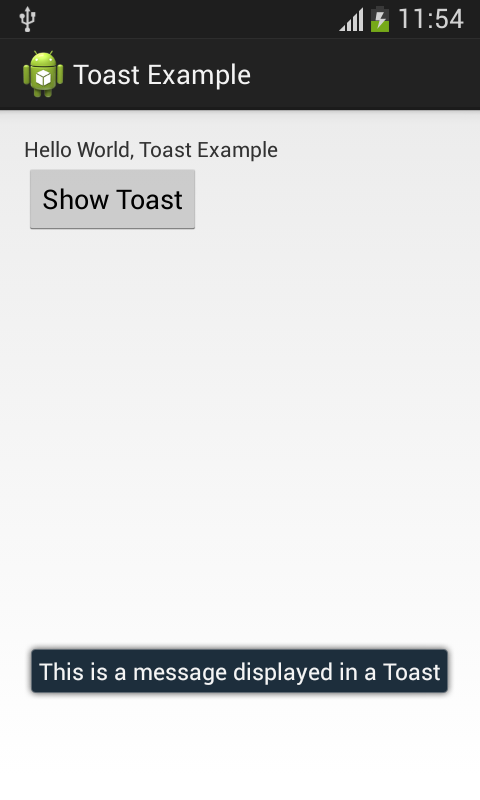 11:54
Toast Example
Hello World, Toast Example
Show Toast
This is a message displayed in a Toast